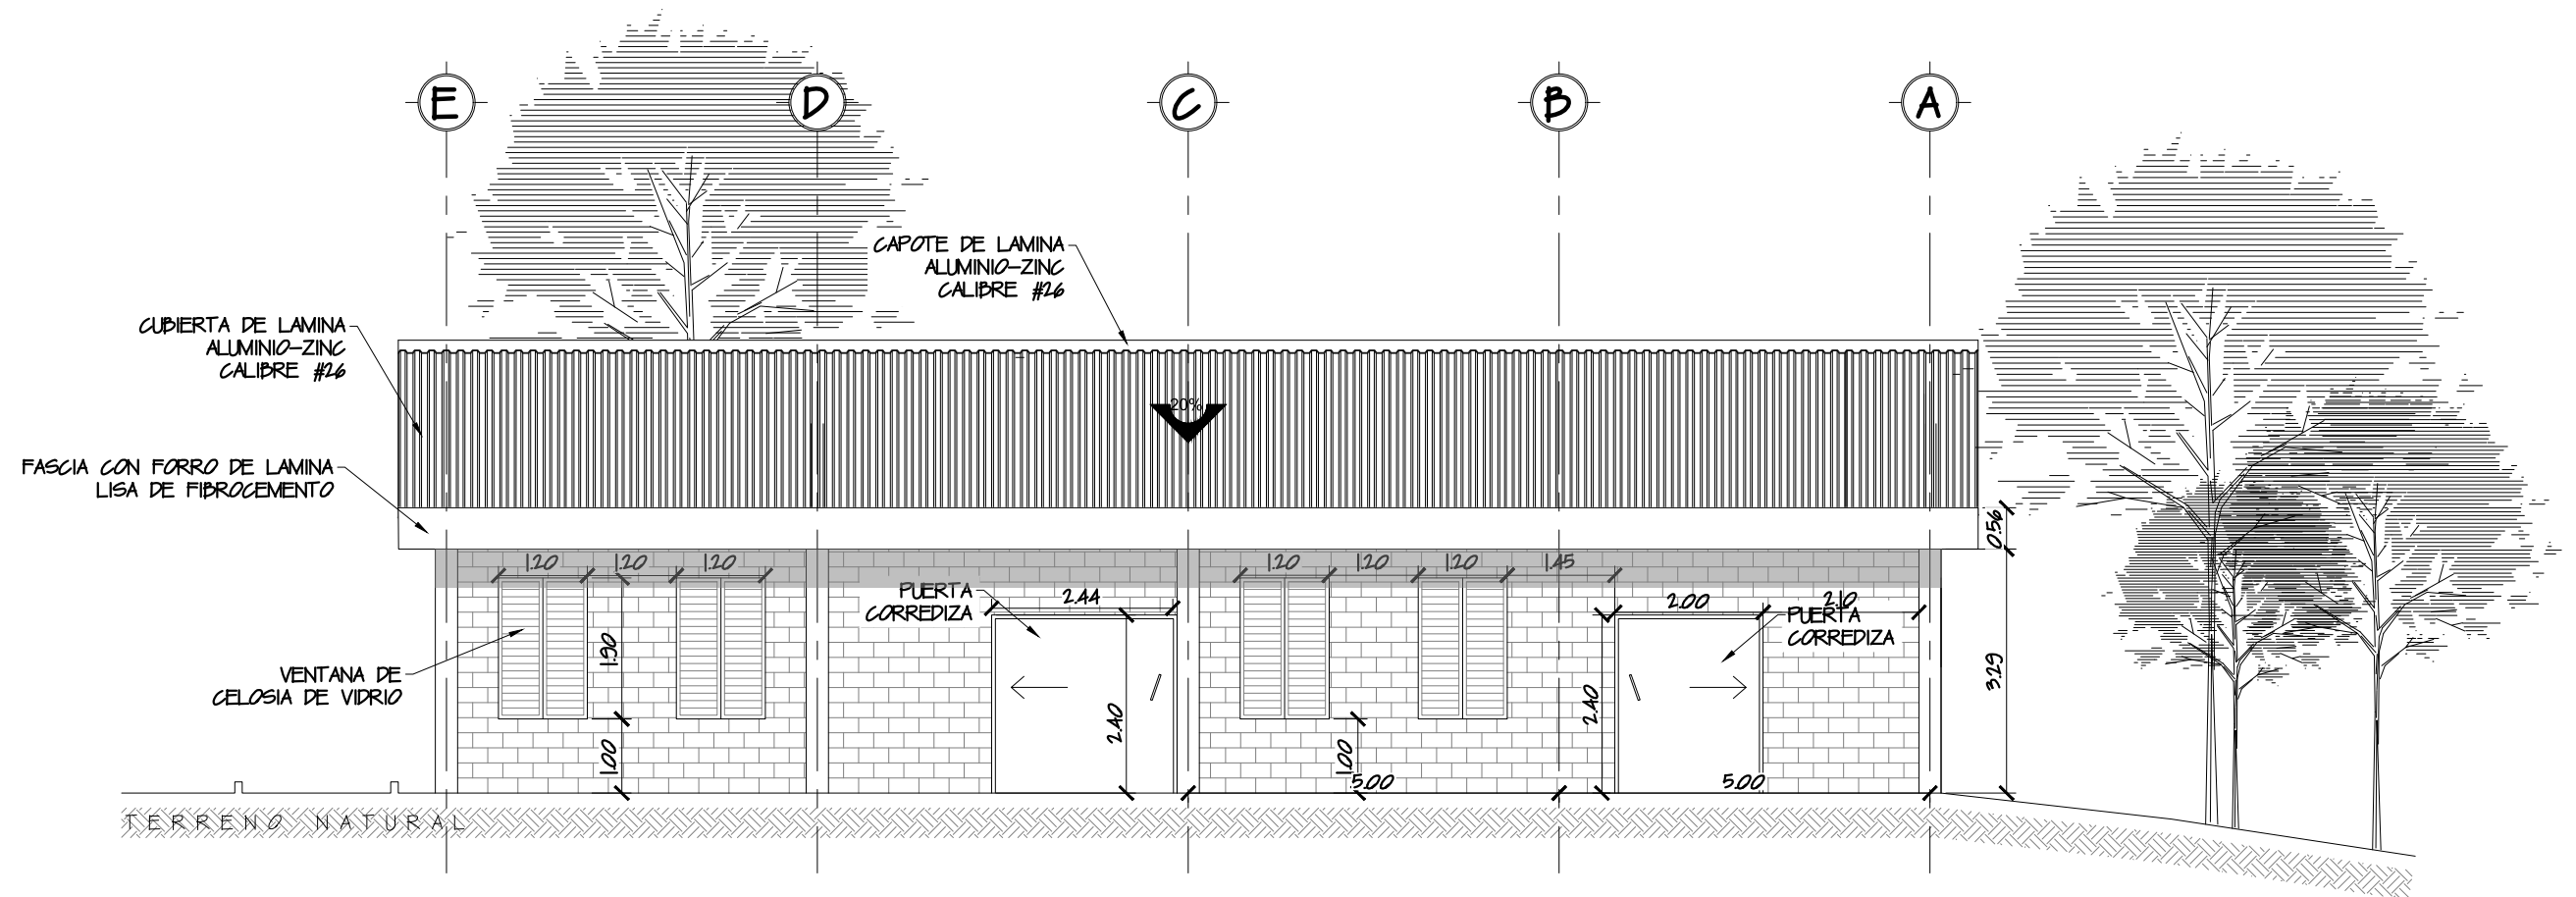 E
D
C
B
A
CAPOTE DE LAMINA
ALUMINIO-ZINC
CALIBRE #26
CUBIERTA DE LAMINA
ALUMINIO-ZINC
CALIBRE #26
20%
FASCIA CON FORRO DE LAMINA
LISA DE FIBROCEMENTO
0.56
1.20
1.20
1.20
1.20
1.20
1.20
1.45
PUERTA
CORREDIZA
2.44
2.00
2.10
PUERTA
CORREDIZA
1.90
3.29
VENTANA DE
CELOSIA DE VIDRIO
2.40
2.40
1.00
1.00
5.00
5.00
TERRENO NATURAL